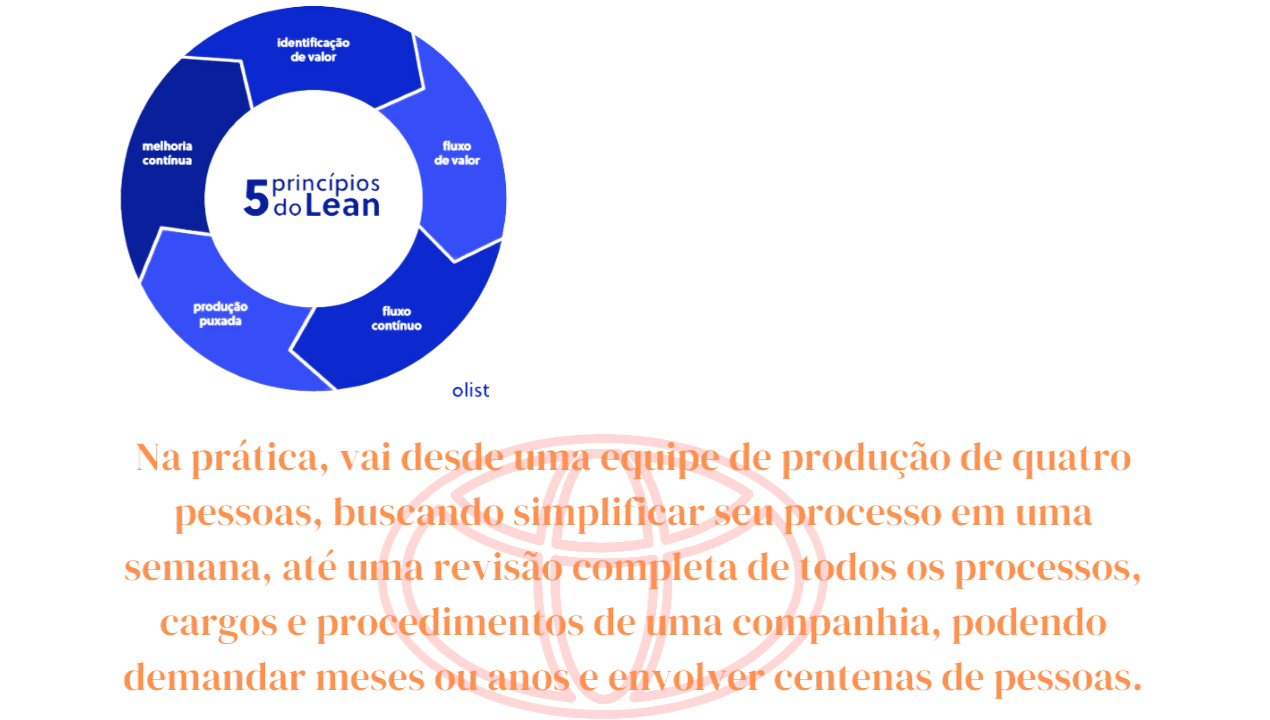 identificação
de valor
fluxo
de valor
fluxo
contínuo
produção
puxada
melhoria
contínua
5 princípios
do Lean
olist
Na prática, vai desde uma equipe de produção de quatro
pessoas, buscando simplificar seu processo em uma
semana, até uma revisão completa de todos os processos,
cargos e procedimentos de uma companhia, podendo
demandar meses ou anos e envolver centenas de pessoas.